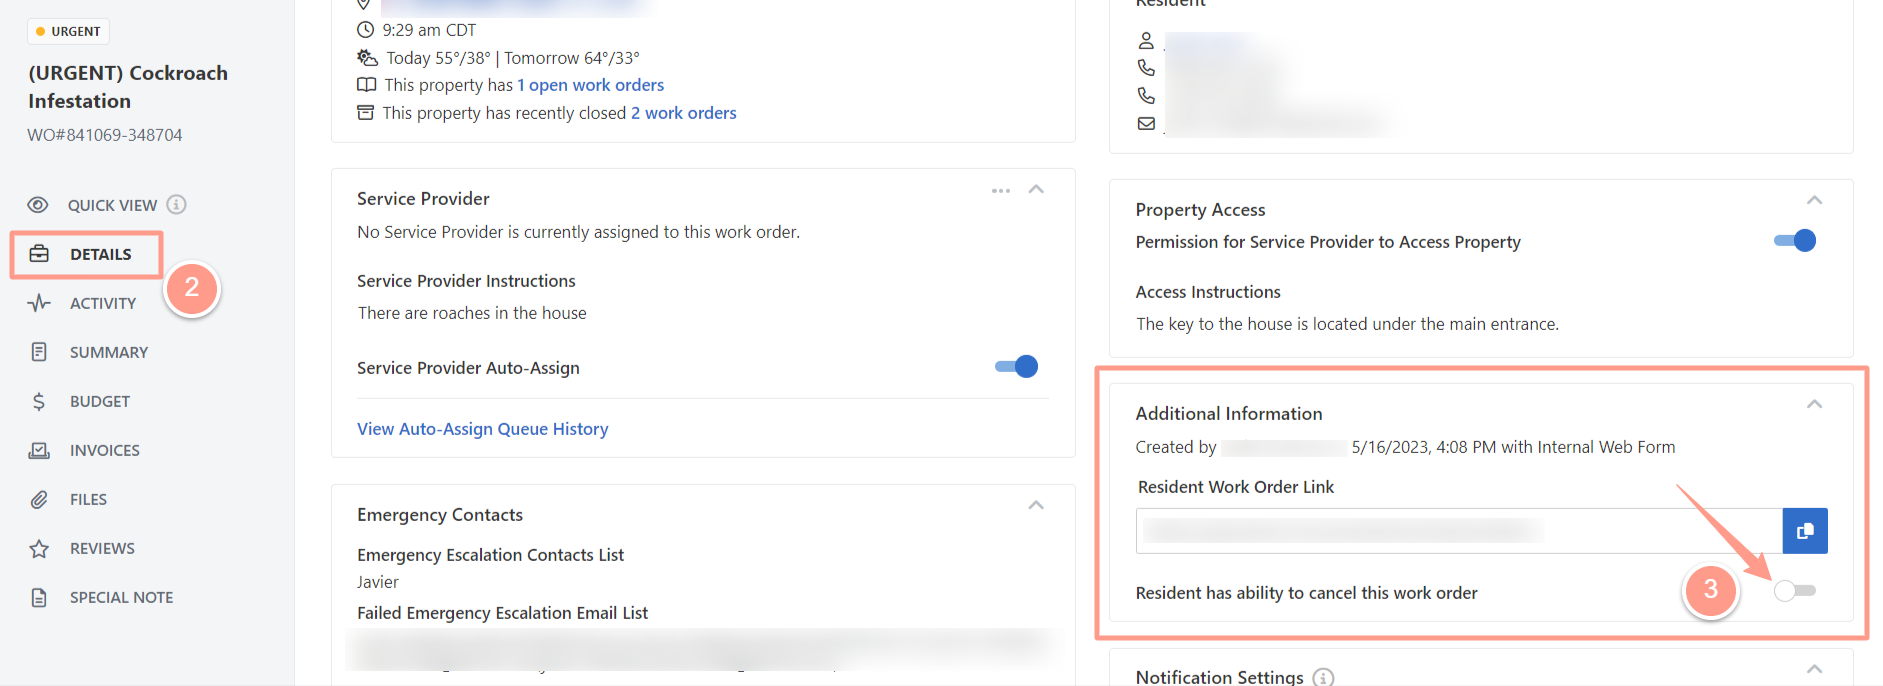 URGENT
(URGENT) Cockroach
Infestation
WO#841069-348704
QUICK VIEW
DETAILS
2
ACTIVITY
SUMMARY
BUDGET
INVOICES
FILES
REVIEWS
SPECIAL NOTE
9:29 am CDT
Today 55°/38° | Tomorrow 64°/33°
This property has 1 open work orders
This property has recently closed 2 work orders
Service Provider
No Service Provider is currently assigned to this work order.
Service Provider Instructions
There are roaches in the house
Service Provider Auto-Assign
View Auto-Assign Queue History
Emergency Contacts
Emergency Escalation Contacts List
Javier
Failed Emergency Escalation Email List
Resident
Property Access
Permission for Service Provider to Access Property
Access Instructions
The key to the house is located under the main entrance.
Additional Information
Created by 5/16/2023, 4:08 PM with Internal Web Form
Resident Work Order Link
Resident has ability to cancel this work order
3
Notification Settings